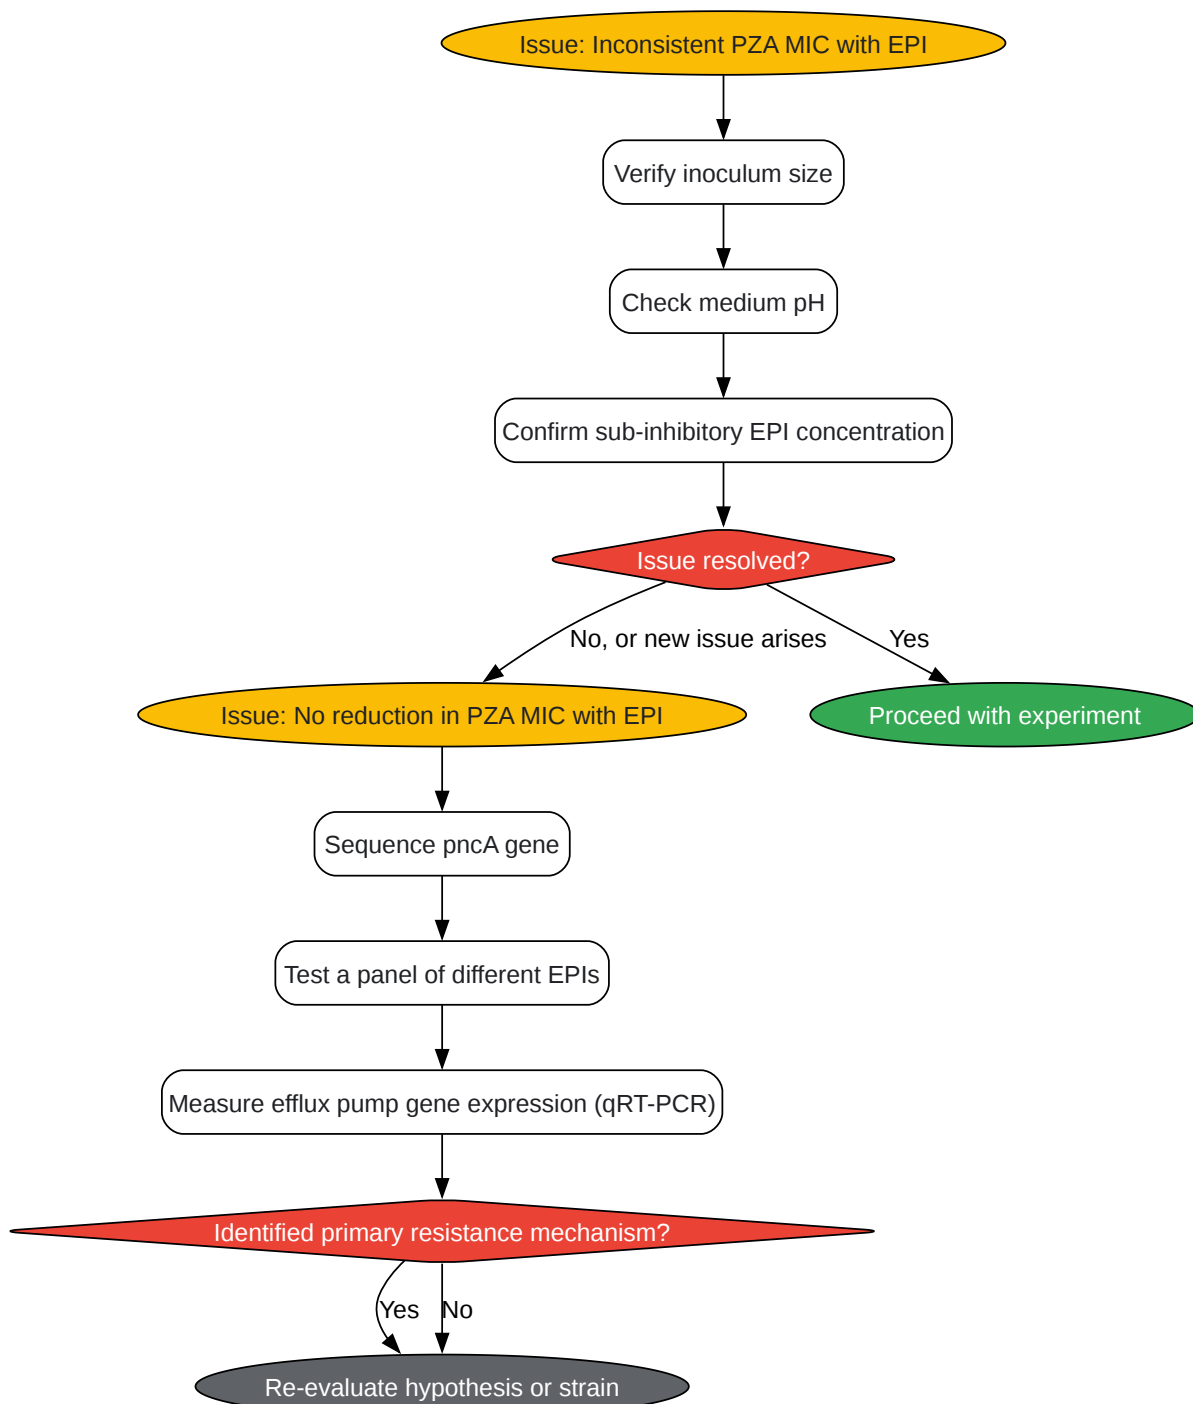 Issue: Inconsistent PZA MIC with EPI
Verify inoculum size
Check medium pH
Confirm sub-inhibitory EPI concentration
Issue resolved?
No, or new issue arises
Yes
Issue: No reduction in PZA MIC with EPI
Proceed with experiment
Sequence pncA gene
Test a panel of different EPIs
Measure efflux pump gene expression (qRT-PCR)
Identified primary resistance mechanism?
Yes
No
Re-evaluate hypothesis or strain